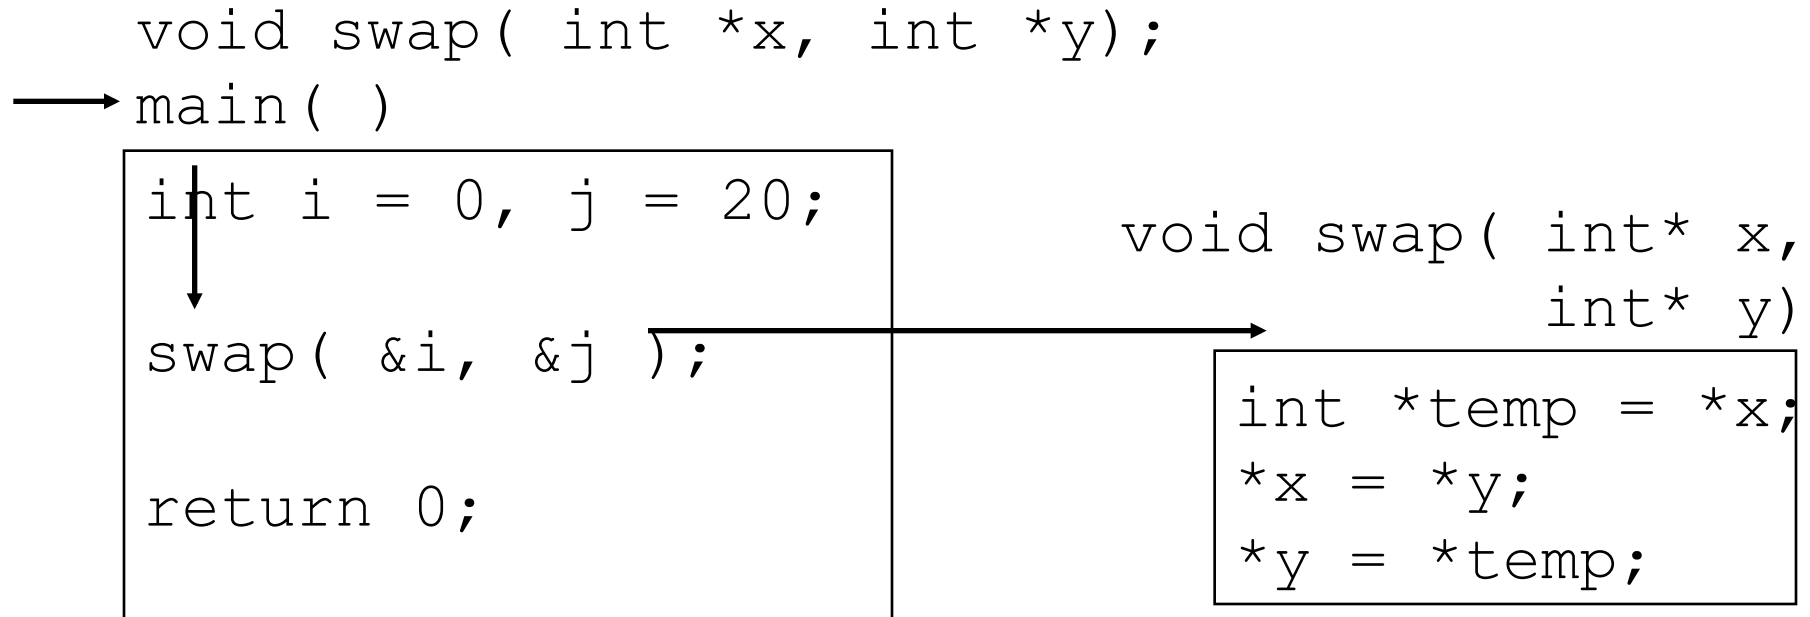 void swap( int *x, int *y);
main( )
int i = 0, j = 20;
swap( &i, &j );
return 0;
void swap( int* x,
int* y)
int *temp = *x;
*x = *y;
*y = *temp;